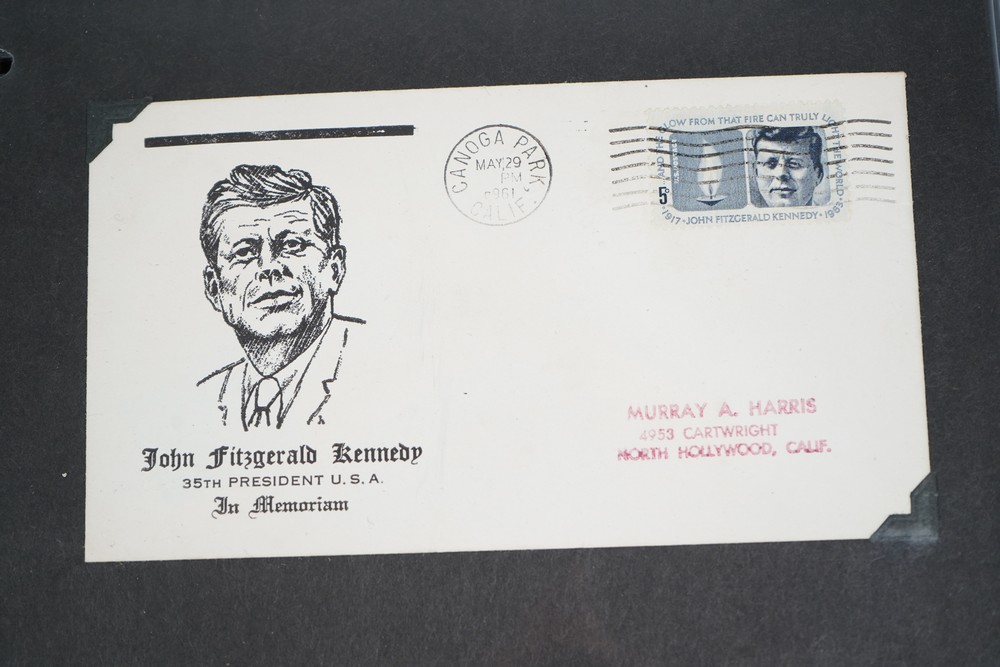 CANOGA PARK
MAY 29
PM
CALIF.
AND THE GLOW FROM THAT FIRE CAN TRULY LIGHT THE WORLD
5¢
1917 · JOHN FITZGERALD KENNEDY · 1963
John Fitzgerald Kennedy
35TH PRESIDENT U.S.A.
In Memoriam
MURRAY A. HARRIS
4953 CARTWRIGHT
NORTH HOLLYWOOD, CALIF.